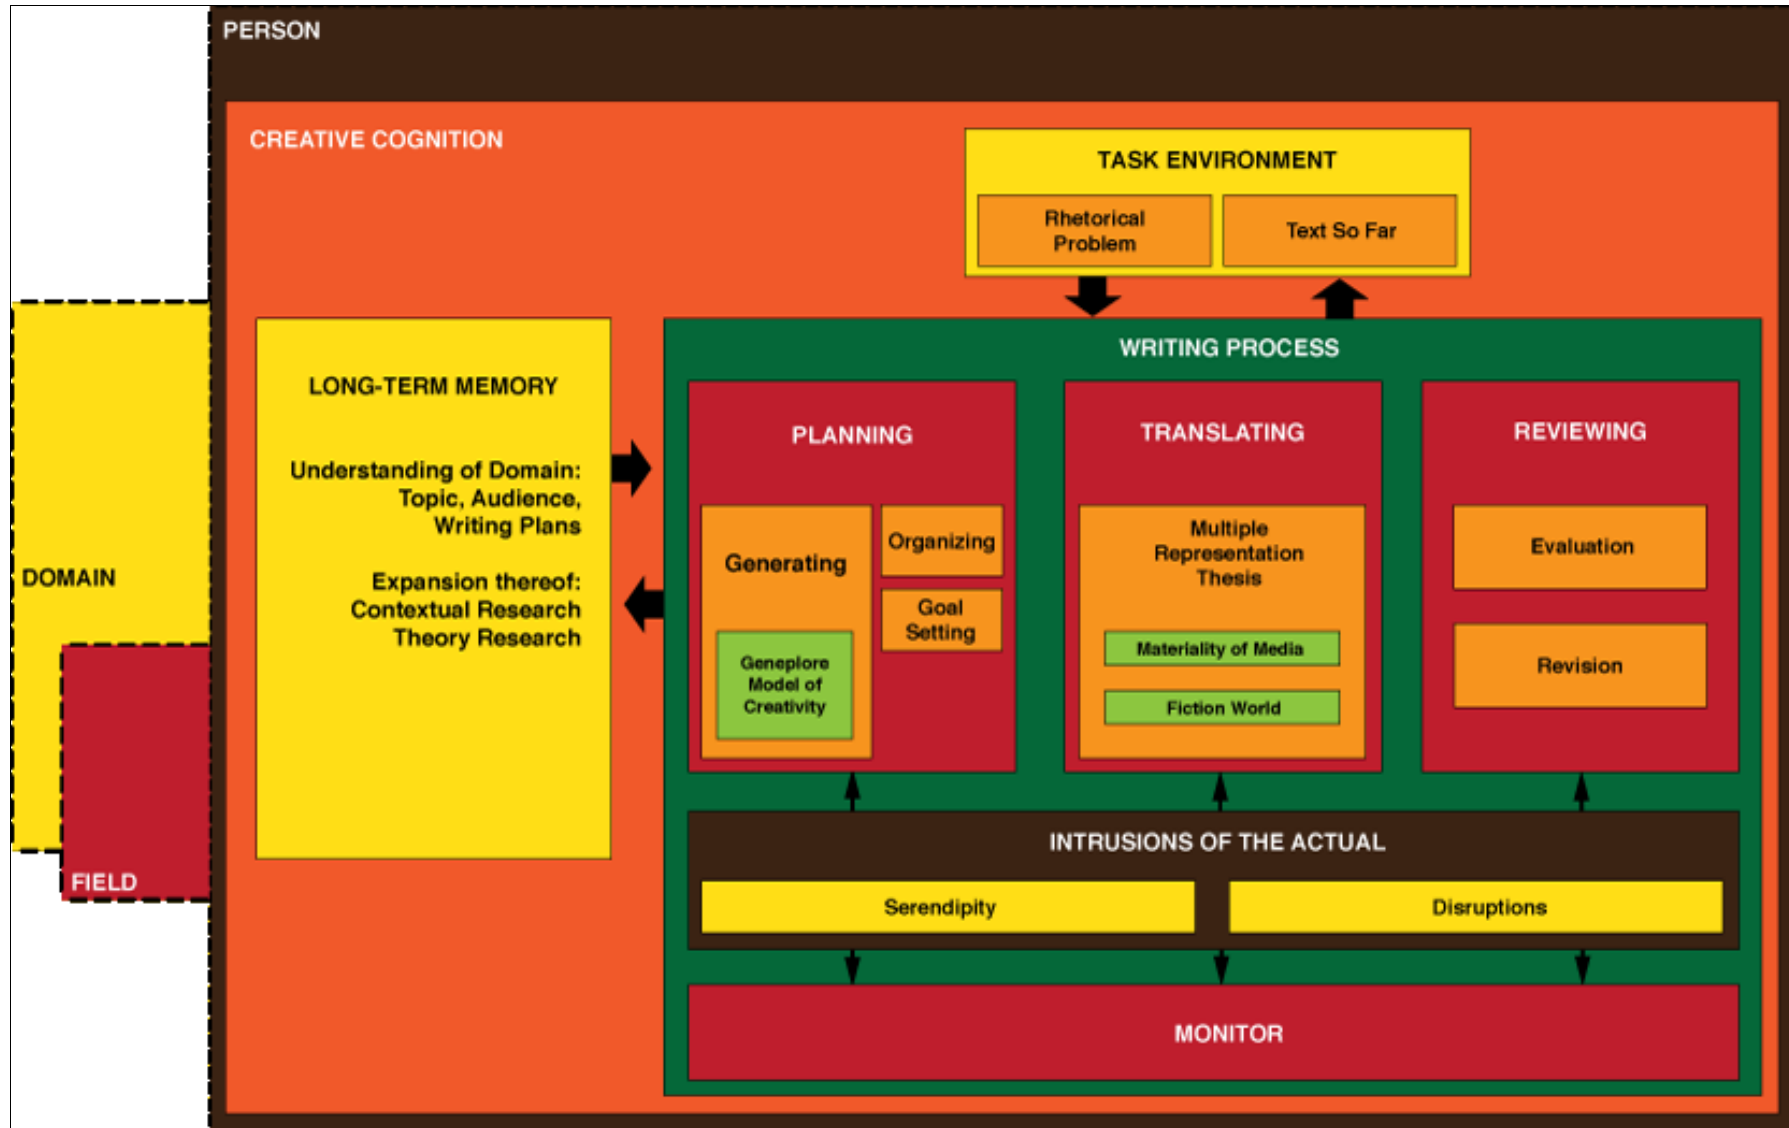 PERSON
CREATIVE COGNITION
TASK ENVIRONMENT
Rhetorical
Problem
Text So Far
LONG-TERM MEMORY
Understanding of Domain:
Topic, Audience,
Writing Plans
Expansion thereof:
Contextual Research
Theory Research
DOMAIN
FIELD
WRITING PROCESS
PLANNING
Generating
Geneplore
Model of
Creativity
Organizing
Goal
Setting
TRANSLATING
Multiple
Representation
Thesis
Materiality of Media
Fiction World
REVIEWING
Evaluation
Revision
INTRUSIONS OF THE ACTUAL
Serendipity
Disruptions
MONITOR